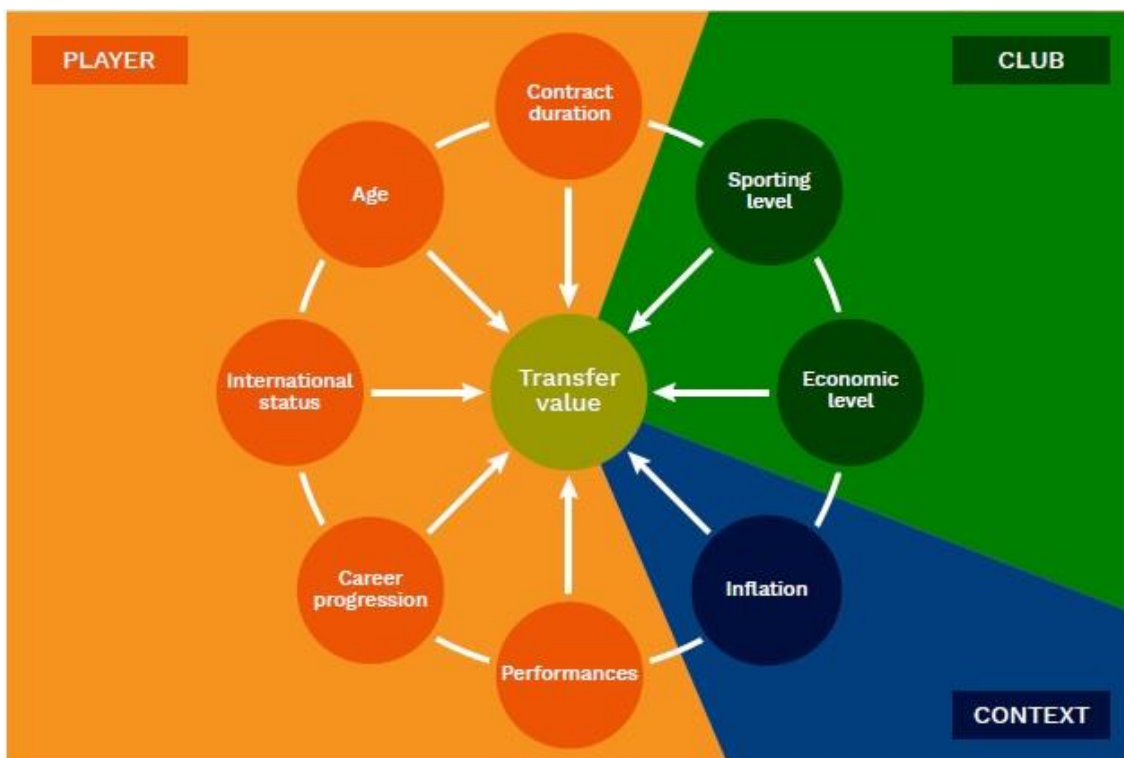 PLAYER
CLUB
Contract
duration
Age
Sporting
level
International
status
Transfer
value
Economic
level
Career
progression
Inflation
Performances
CONTEXT